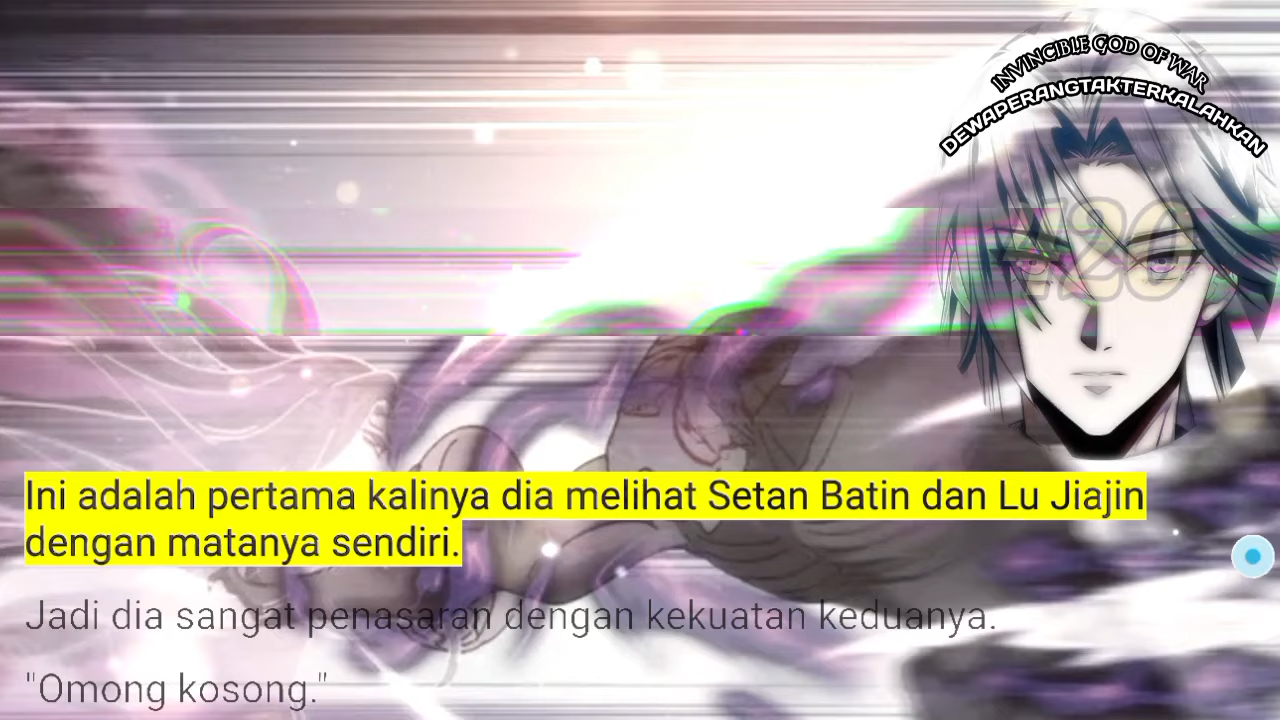 INVINCIBLE GOD OF WAR
DEWAPERANGTAKTERKALAHKAN
Ini adalah pertama kalinya dia melihat Setan Batin dan Lu Jiajin
dengan matanya sendiri.
Jadi dia sangat penasaran dengan kekuatan keduanya.
"Omong kosong."